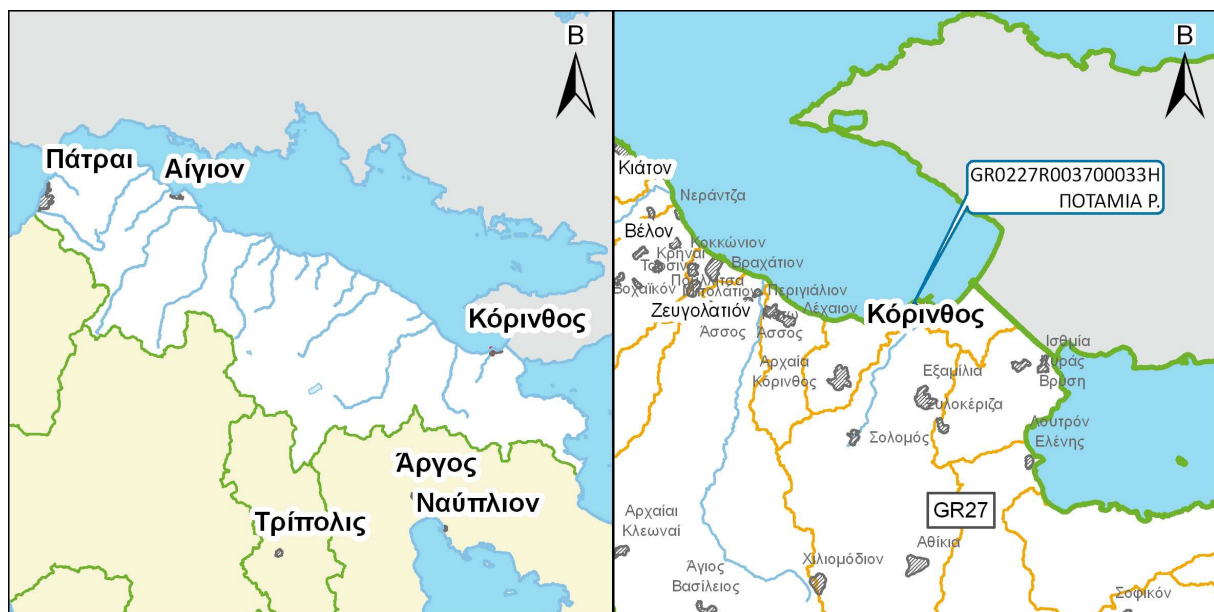 Β
Πάτραι
Αίγιον
Κόρινθος
Άργος
Ναύπλιον
Τρίπολις
Β
GR0227R003700033H
ΠΟΤΑΜΙΑ Ρ.
Κιάτον
Νεράντζα
Βέλον
Κοκκώνιον
Κρηναί
Βραχάτιον
Περιγιάλιον
Ζευγολατιόν
Λέχαιον
Άσσος
Άσσος
Κόρινθος
Αρχαία
Κόρινθος
Ισθμία
Βρύση
Εξαμίλια
Σολομός
Λουτρόν
Ελένης
GR27
Αρχαίαι
Κλεωναί
Άγιος
Βασίλειος
Χιλιομόδιον
Αθίκια
Σοφικόν